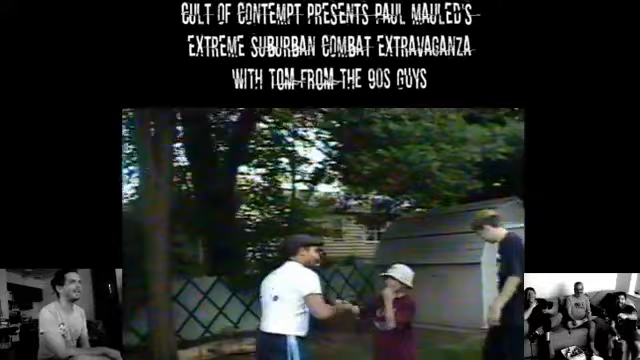 CULT OF CONTEMPT PRESENTS PAUL MAULED'S
EXTREME SUBURBAN COMBAT EXTRAVAGANZA
WITH TOM FROM THE 90S GUYS